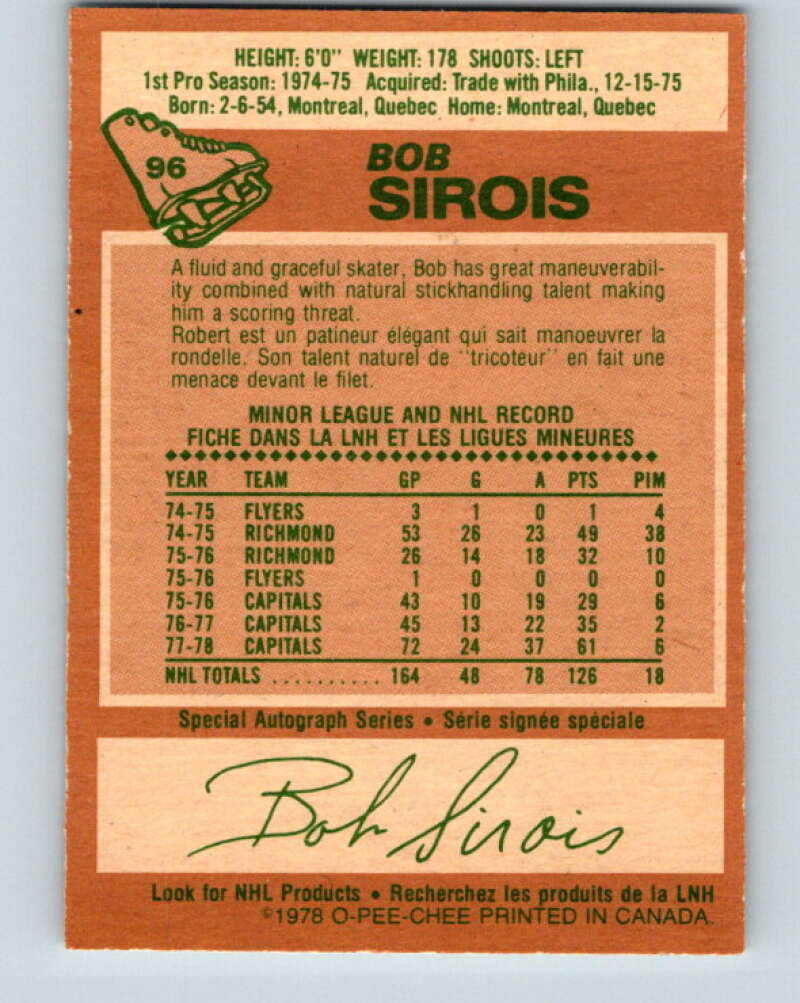 HEIGHT: 6'0" WEIGHT: 178 SHOOTS: LEFT
1st Pro Season: 1974-75 Acquired: Trade with Phila., 12-15-75
Born: 2-6-54, Montreal, Quebec Home: Montreal, Quebec
96
BOB
SIROIS
A fluid and graceful skater, Bob has great maneuverabil-
ity combined with natural stickhandling talent making
him a scoring threat.
Robert est un patineur élégant qui sait manoeuvrer la
rondelle. Son talent naturel de "tricoteur" en fait une
menace devant le filet.
MINOR LEAGUE AND NHL RECORD
FICHE DANS LA LNH ET LES LIGUES MINEURES
YEAR TEAM GP G A PTS PIM
74-75 FLYERS 3 1 0 1 4
74-75 RICHMOND 53 26 23 49 38
75-76 RICHMOND 26 14 18 32 10
75-76 FLYERS 1 0 0 0 0
75-76 CAPITALS 43 10 19 29 6
76-77 CAPITALS 45 13 22 35 2
77-78 CAPITALS 72 24 37 61 6
NHL TOTALS .......... 164 48 78 126 18
Special Autograph Series • Série signée spéciale
Bob Sirois
Look for NHL Products • Recherchez les produits de la LNH
©1978 O-PEE-CHEE PRINTED IN CANADA.